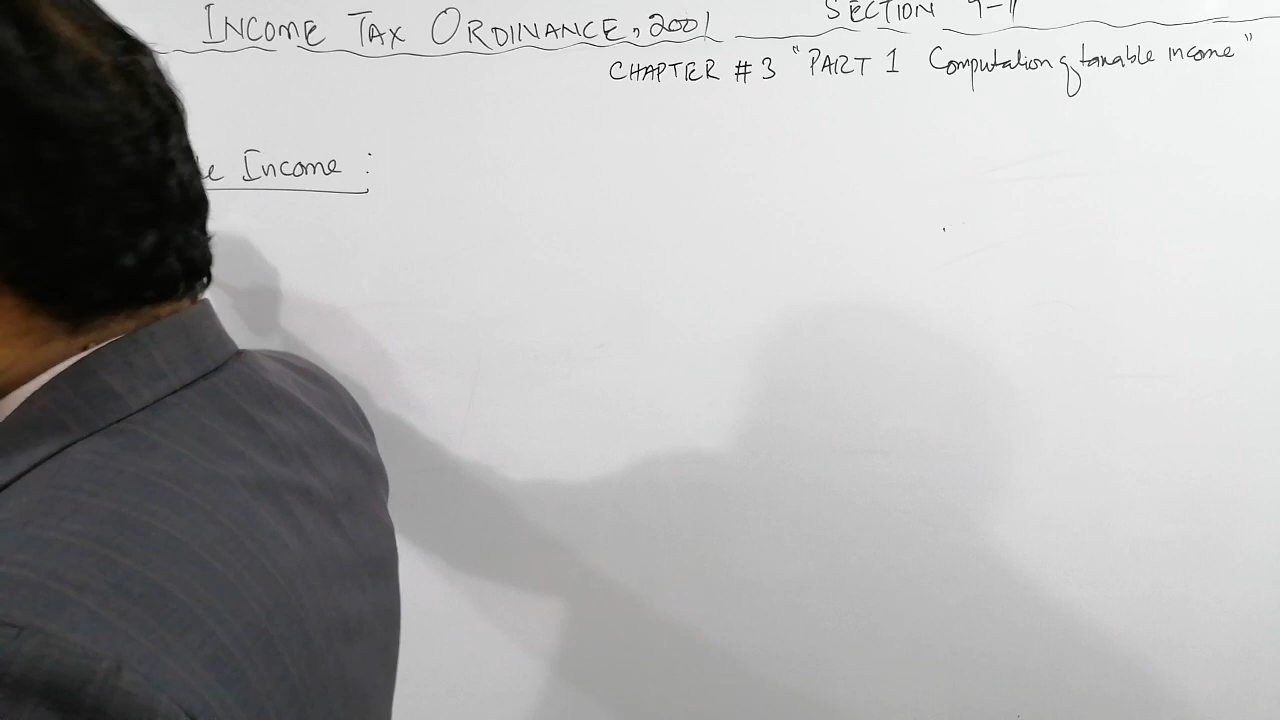 INCOME TAX ORDINANCE, 2001 SECTION 9-11
CHAPTER # 3 "PART 1 Computation of taxable income"
Income :